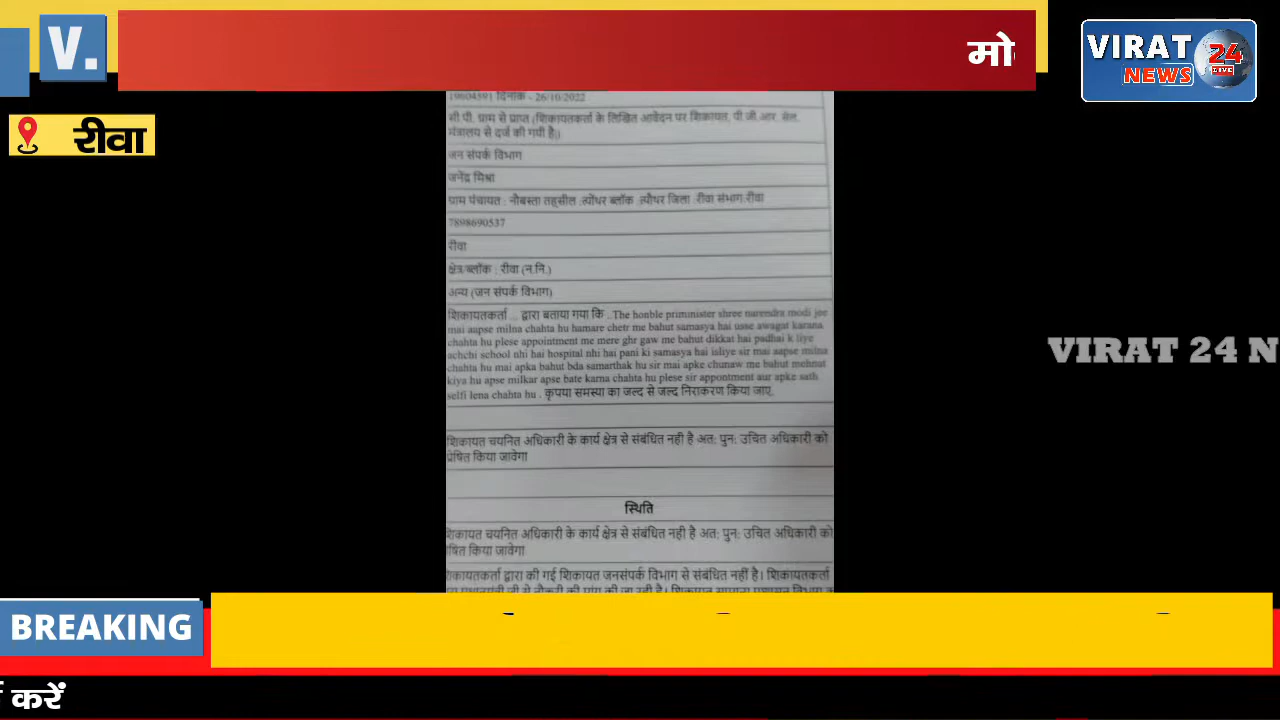 V.
मो
VIRAT 24
NEWS LIVE
रीवा
19604591 दिनांक - 26/10/2022
सी.पी. ग्राम से प्राप्त (शिकायतकर्ता के लिखित आवेदन पर शिकायत, पी.जी.आर. सेल,
मंत्रालय से दर्ज की गयी है।)
जन संपर्क विभाग
जनेंद्र मिश्रा
ग्राम पंचायत : नौबस्ता तहसील .त्योंथर ब्लॉक .त्यौथर जिला .रीवा संभाग.रीवा
7898690537
रीवा
क्षेत्र/ब्लॉक : रीवा (न.नि.)
अन्य (जन संपर्क विभाग)
शिकायतकर्ता ... द्वारा बताया गया कि ..The honble priminister shree narendra modi jee
mai aapse milna chahta hu hamare chetr me bahut samasya hai usse awagat karana
chahta hu plese appointment me mere ghr gaw me bahut dikkat hai padhai k liye
achchi school nhi hai hospital nhi hai pani ki samasya hai isliye sir mai aapse milna
chahta hu mai apka bahut bda samarthak hu sir mai apke chunaw me bahut mehnut
kiya hu apse milkar apse bate karna chahta hu plese sir appontment aur apke sath
selfi lena chahta hu . कृपया समस्या का जल्द से जल्द निराकरण किया जाए.
शिकायत चयनित अधिकारी के कार्य क्षेत्र से संबंधित नही है अत: पुन: उचित अधिकारी को
प्रेषित किया जावेगा
स्थिति
शिकायत चयनित अधिकारी के कार्य क्षेत्र से संबंधित नही है अत: पुन: उचित अधिकारी को
प्रेषित किया जावेगा
शिकायतकर्ता द्वारा की गई शिकायत जनसंपर्क विभाग से संबंधित नहीं है। शिकायतकर्ता
VIRAT 24 N
BREAKING
करें